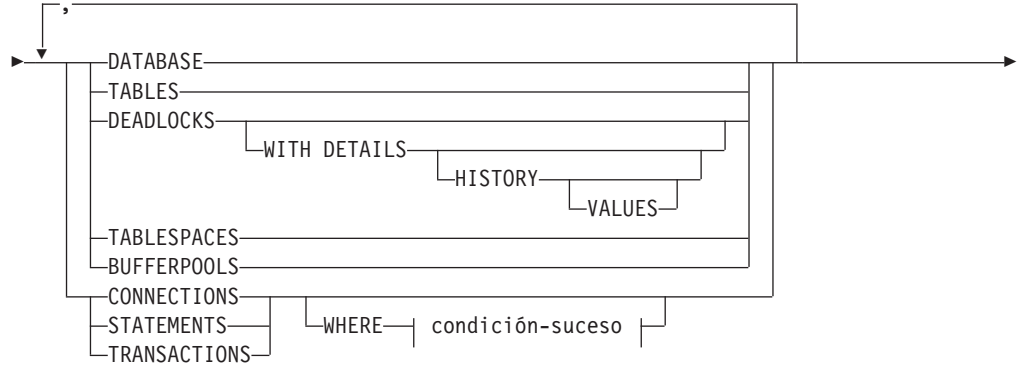 ,
DATABASE
TABLES
DEADLOCKS
WITH DETAILS
HISTORY
VALUES
TABLESPACES
BUFFERPOOLS
CONNECTIONS
STATEMENTS
TRANSACTIONS
WHERE condición-suceso